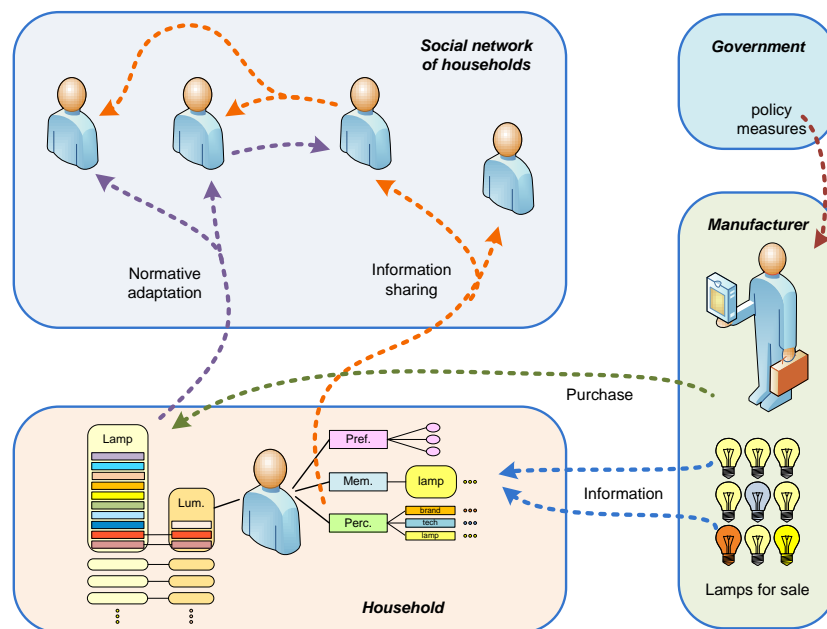 Social network
of households
Government
policy
measures
Normative
adaptation
Information
sharing
Manufacturer
Purchase
Lamp
Lum.
Pref.
Mem.
lamp
Perc.
brand
tech
lamp
Information
Lamps for sale
Household